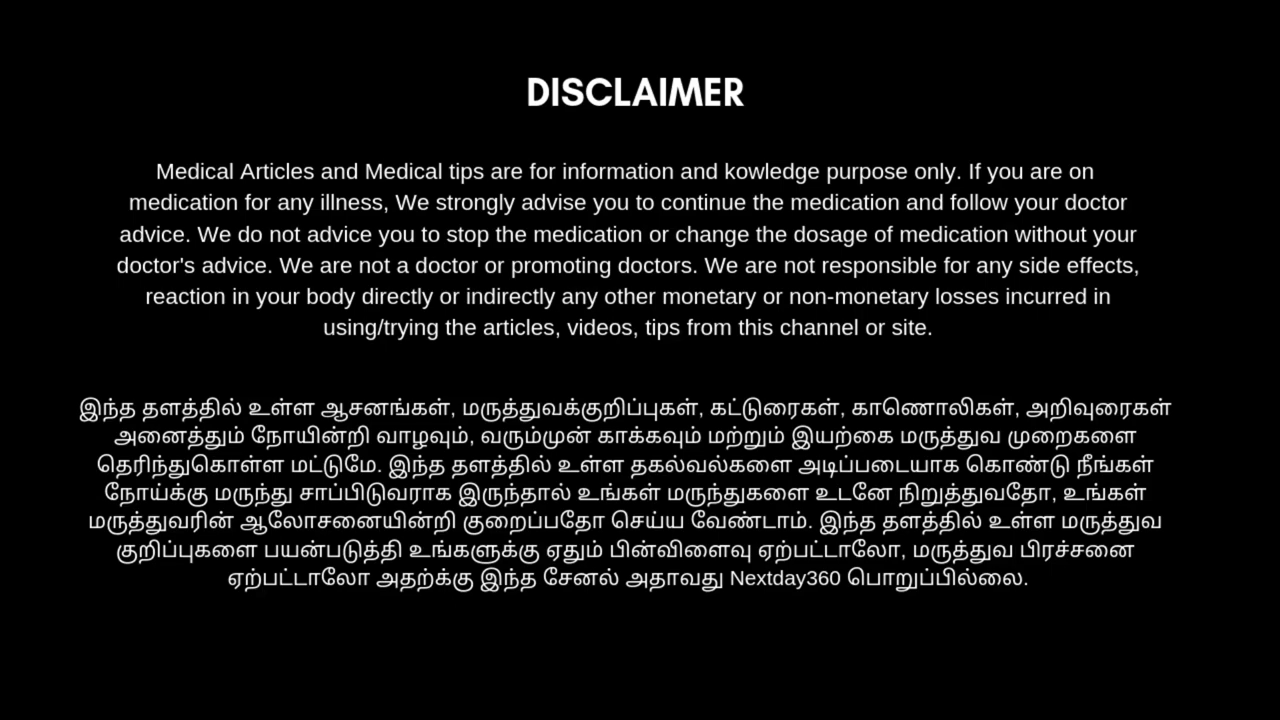 DISCLAIMER
Medical Articles and Medical tips are for information and kowledge purpose only. If you are on
medication for any illness, We strongly advise you to continue the medication and follow your doctor
advice. We do not advice you to stop the medication or change the dosage of medication without your
doctor's advice. We are not a doctor or promoting doctors. We are not responsible for any side effects,
reaction in your body directly or indirectly any other monetary or non-monetary losses incurred in
using/trying the articles, videos, tips from this channel or site.
இந்த தளத்தில் உள்ள ஆசனங்கள், மருத்துவக்குறிப்புகள், கட்டுரைகள், காணொலிகள், அறிவுரைகள்
அனைத்தும் நோயின்றி வாழவும், வரும்முன் காக்கவும் மற்றும் இயற்கை மருத்துவ முறைகளை
தெரிந்துகொள்ள மட்டுமே. இந்த தளத்தில் உள்ள தகல்வல்களை அடிப்படையாக கொண்டு நீங்கள்
நோய்க்கு மருந்து சாப்பிடுவராக இருந்தால் உங்கள் மருந்துகளை உடனே நிறுத்துவதோ, உங்கள்
மருத்துவரின் ஆலோசனையின்றி குறைப்பதோ செய்ய வேண்டாம். இந்த தளத்தில் உள்ள மருத்துவ
குறிப்புகளை பயன்படுத்தி உங்களுக்கு ஏதும் பின்விளைவு ஏற்பட்டாலோ, மருத்துவ பிரச்சனை
ஏற்பட்டாலோ அதற்க்கு இந்த சேனல் அதாவது Nextday360 பொறுப்பில்லை.